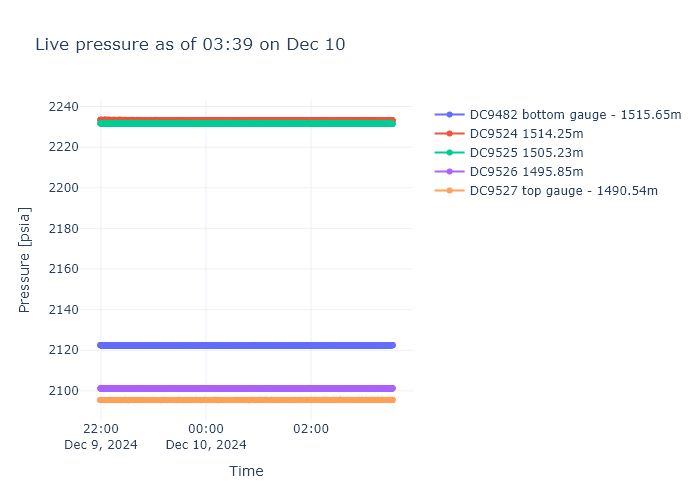 Live pressure as of 03:39 on Dec 10
2240
2220
2200
2180
2160
2140
2120
2100
Pressure [psia]
22:00
Dec 9, 2024
00:00
Dec 10, 2024
02:00
Time
DC9482 bottom gauge - 1515.65m
DC9524 1514.25m
DC9525 1505.23m
DC9526 1495.85m
DC9527 top gauge - 1490.54m